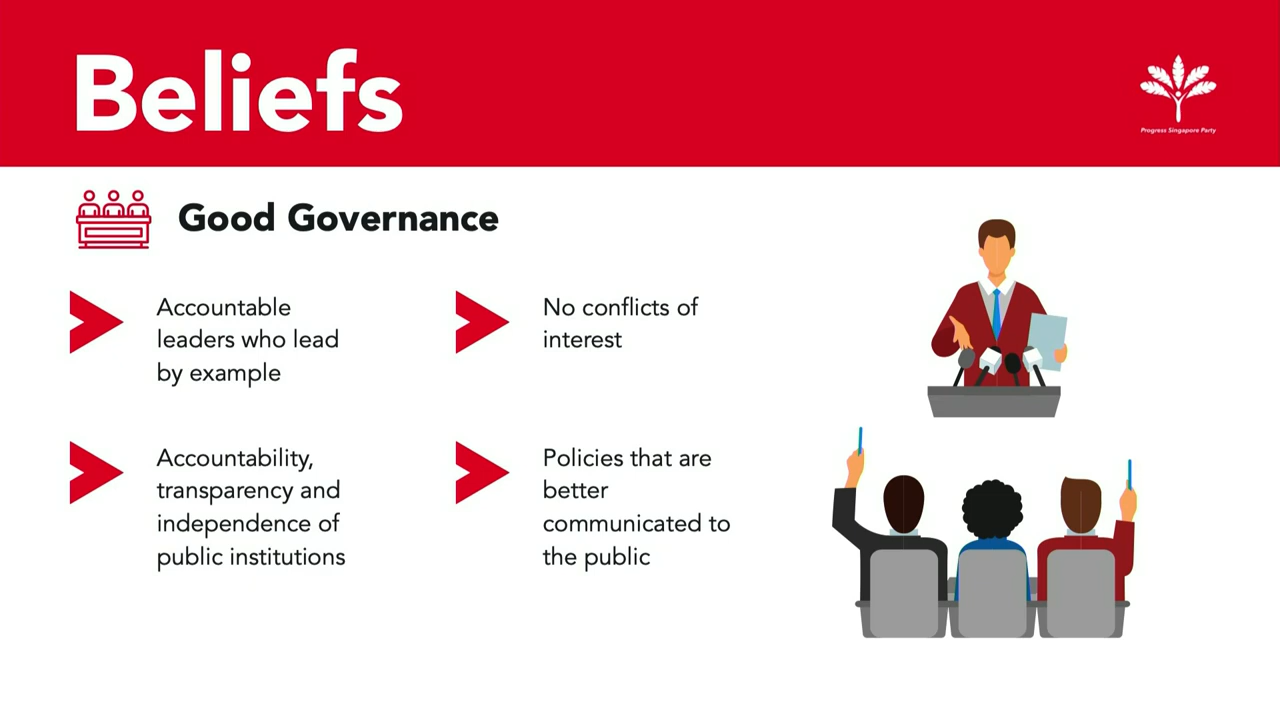 Beliefs
Progress Singapore Party
Good Governance
Accountable
leaders who lead
by example
No conflicts of
interest
Accountability,
transparency and
independence of
public institutions
Policies that are
better
communicated to
the public